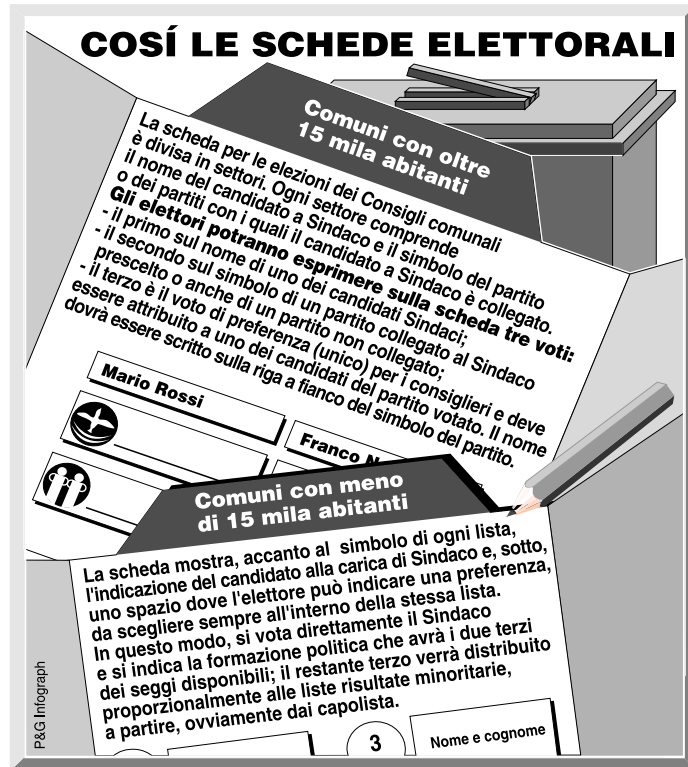 COSÍ LE SCHEDE ELETTORALI
Comuni con oltre
15 mila abitanti
La scheda per le elezioni dei Consigli comunali
è divisa in settori. Ogni settore comprende
il nome del candidato a Sindaco e il simbolo del partito
o dei partiti con i quali il candidato a Sindaco è collegato.
Gli elettori potranno esprimere sulla scheda tre voti:
- il primo sul nome di uno dei candidati Sindaci;
- il secondo sul simbolo di un partito collegato al Sindaco
prescelto o anche di un partito non collegato;
- il terzo è il voto di preferenza (unico) per i consiglieri e deve
essere attribuito a uno dei candidati del partito votato. Il nome
dovrà essere scritto sulla riga a fianco del simbolo del partito.
Mario Rossi
Franco
Comuni con meno
di 15 mila abitanti
La scheda mostra, accanto al simbolo di ogni lista,
l'indicazione del candidato alla carica di Sindaco e, sotto,
uno spazio dove l'elettore può indicare una preferenza,
da scegliere sempre all'interno della stessa lista.
In questo modo, si vota direttamente il Sindaco
e si indica la formazione politica che avrà i due terzi
dei seggi disponibili; il restante terzo verrà distribuito
proporzionalmente alle liste risultate minoritarie,
a partire, ovviamente dai capolista.
3
Nome e cognome
P&G Infograph